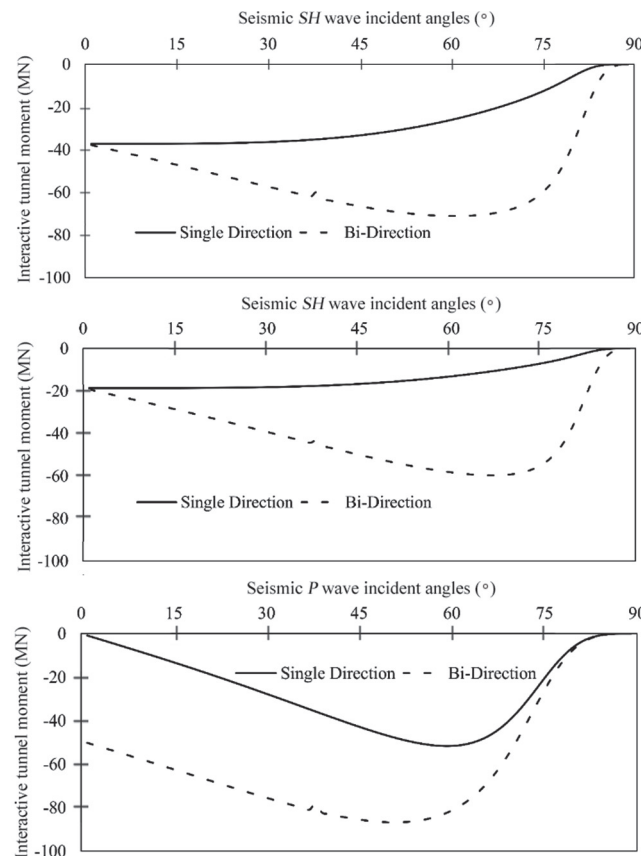 Seismic SH wave incident angles (°)
0 15 30 45 60 75 90
Interactive tunnel moment (MN)
0
-20
-40
-60
-80
-100
Single Direction Bi-Direction
Seismic SH wave incident angles (°)
0 15 30 45 60 75 90
Interactive tunnel moment (MN)
0
-20
-40
-60
-80
-100
Single Direction Bi-Direction
Seismic P wave incident angles (°)
0 15 30 45 60 75 90
Interactive tunnel moment (MN)
0
-20
-40
-60
-80
-100
Single Direction Bi-Direction